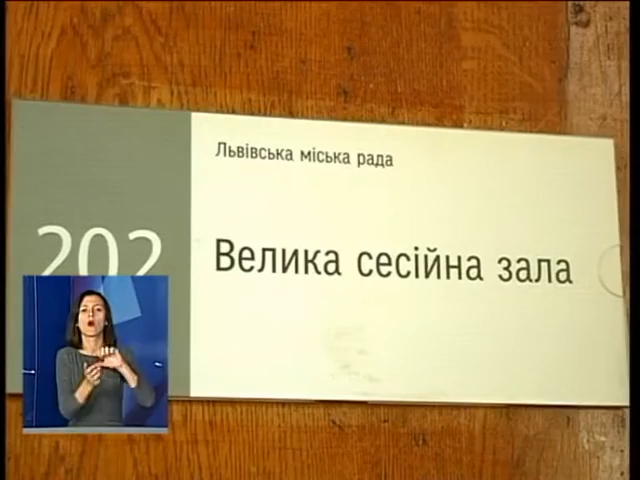 Львівська міська рада
202
Велика сесійна зала